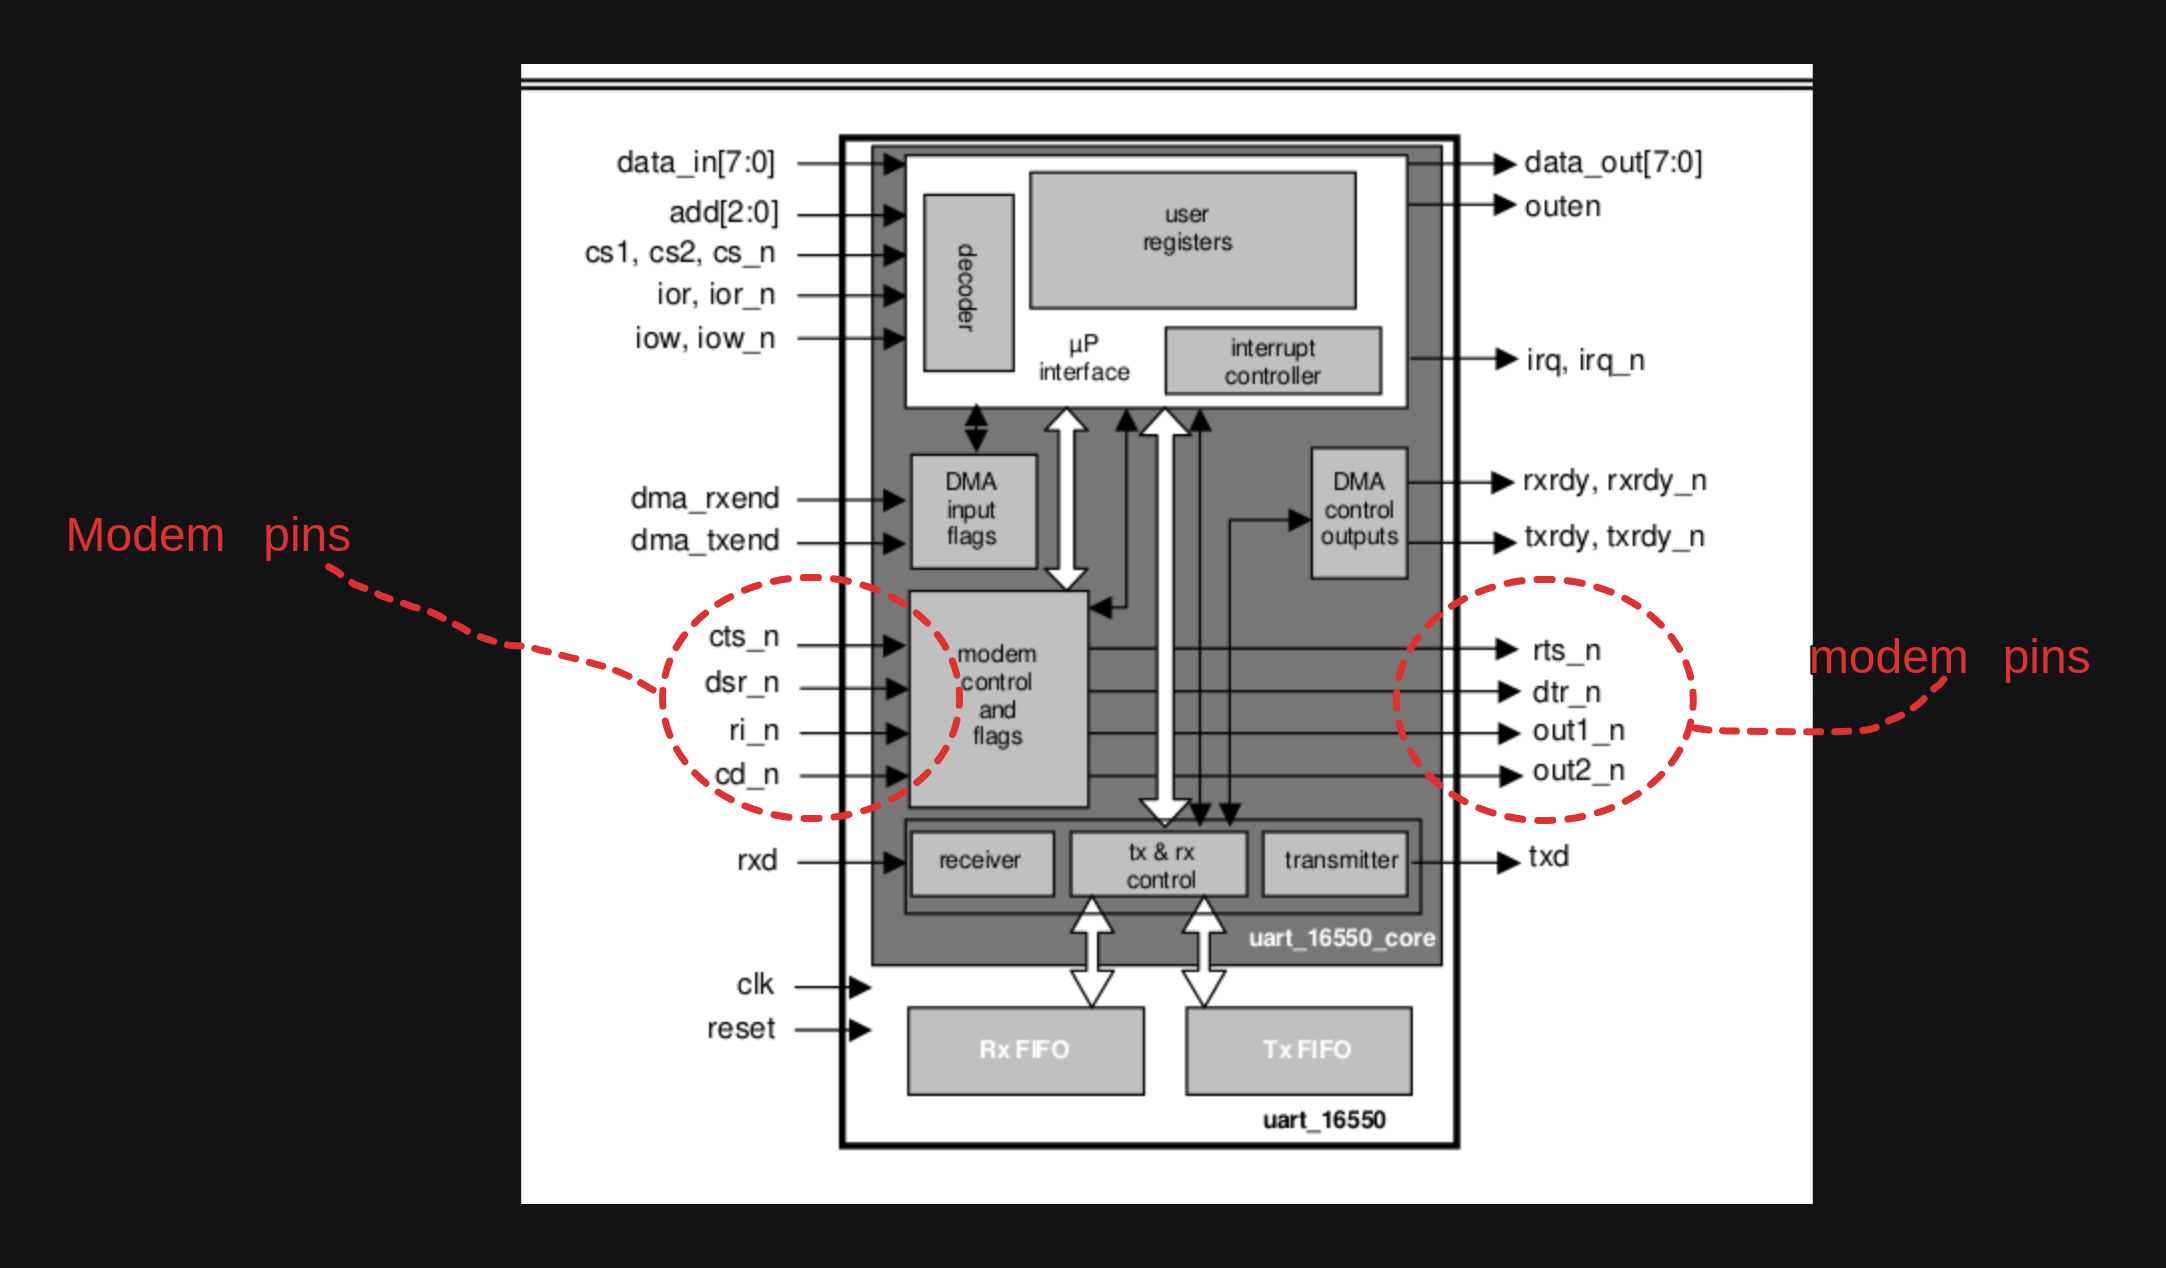 data_in[7:0]
add[2:0]
cs1, cs2, cs_n
ior, ior_n
iow, iow_n
decoder
user
registers
µP
interface
interrupt
controller
data_out[7:0]
outen
irq, irq_n
dma_rxend
dma_txend
DMA
input
flags
DMA
control
outputs
rxrdy, rxrdy_n
txrdy, txrdy_n
Modem pins
cts_n
dsr_n
ri_n
cd_n
modem
control
and
flags
rts_n
dtr_n
out1_n
out2_n
modem pins
rxd
receiver
tx & rx
control
transmitter
txd
uart_16550_core
clk
reset
Rx FIFO
Tx FIFO
uart_16550